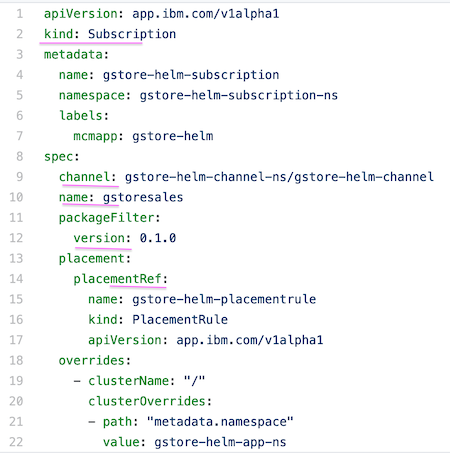 1 apiVersion: app.ibm.com/v1alpha1
2 kind: Subscription
3 metadata:
4   name: gstore-helm-subscription
5   namespace: gstore-helm-subscription-ns
6   labels:
7     mcmapp: gstore-helm
8 spec:
9   channel: gstore-helm-channel-ns/gstore-helm-channel
10   name: gstoresales
11   packageFilter:
12     version: 0.1.0
13   placement:
14     placementRef:
15       name: gstore-helm-placementrule
16       kind: PlacementRule
17       apiVersion: app.ibm.com/v1alpha1
18   overrides:
19     - clusterName: "/"
20       clusterOverrides:
21       - path: "metadata.namespace"
22         value: gstore-helm-app-ns